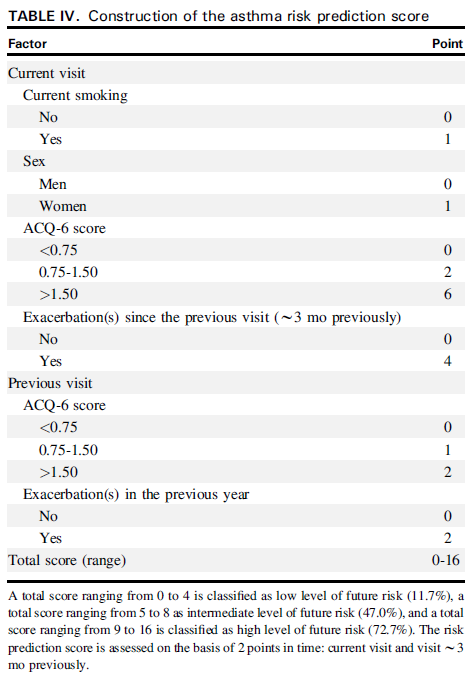 TABLE IV. Construction of the asthma risk prediction score
Factor Point
Current visit
Current smoking
No 0
Yes 1
Sex
Men 0
Women 1
ACQ-6 score
<0.75 0
0.75-1.50 2
>1.50 6
Exacerbation(s) since the previous visit (∼3 mo previously)
No 0
Yes 4
Previous visit
ACQ-6 score
<0.75 0
0.75-1.50 1
>1.50 2
Exacerbation(s) in the previous year
No 0
Yes 2
Total score (range) 0-16
A total score ranging from 0 to 4 is classified as low level of future risk (11.7%), a
total score ranging from 5 to 8 as intermediate level of future risk (47.0%), and a total
score ranging from 9 to 16 is classified as high level of future risk (72.7%). The risk
prediction score is assessed on the basis of 2 points in time: current visit and visit ∼3
mo previously.